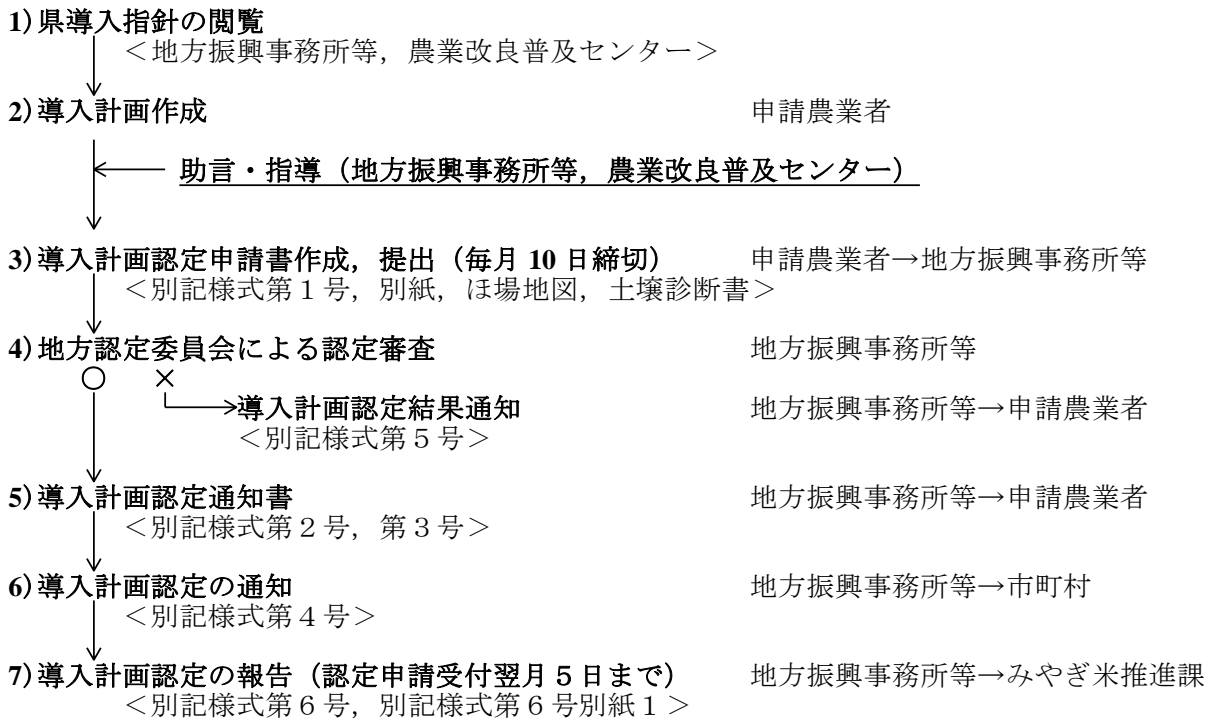 1)県導入指針の閲覧
＜地方振興事務所等，農業改良普及センター＞
2)導入計画作成 申請農業者
助言・指導（地方振興事務所等，農業改良普及センター）
3)導入計画認定申請書作成，提出（毎月 10 日締切） 申請農業者→地方振興事務所等
＜別記様式第１号，別紙，ほ場地図，土壌診断書＞
4)地方認定委員会による認定審査 地方振興事務所等
○ ×
導入計画認定結果通知 地方振興事務所等→申請農業者
＜別記様式第５号＞
5)導入計画認定通知書 地方振興事務所等→申請農業者
＜別記様式第２号，第３号＞
6)導入計画認定の通知 地方振興事務所等→市町村
＜別記様式第４号＞
7)導入計画認定の報告（認定申請受付翌月５日まで） 地方振興事務所等→みやぎ米推進課
＜別記様式第６号，別記様式第６号別紙１＞